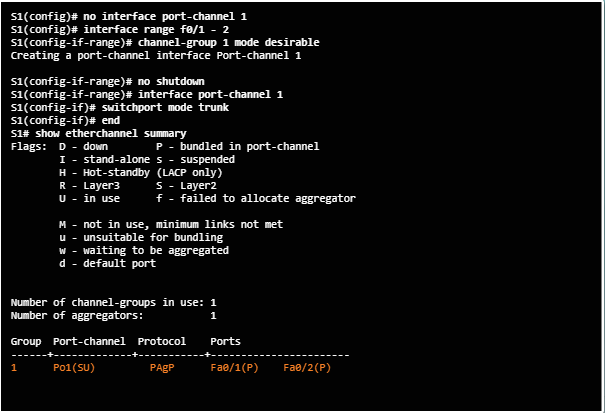 S1(config)# no interface port-channel 1
S1(config)# interface range f0/1 - 2
S1(config-if-range)# channel-group 1 mode desirable
Creating a port-channel interface Port-channel 1
S1(config-if-range)# no shutdown
S1(config-if-range)# interface port-channel 1
S1(config-if)# switchport mode trunk
S1(config-if)# end
S1# show etherchannel summary
Flags:  D - down        P - bundled in port-channel
        I - stand-alone s - suspended
        H - Hot-standby (LACP only)
        R - Layer3      S - Layer2
        U - in use      f - failed to allocate aggregator
        M - not in use, minimum links not met
        u - unsuitable for bundling
        w - waiting to be aggregated
        d - default port
Number of channel-groups in use: 1
Number of aggregators:           1
Group  Port-channel  Protocol    Ports
------+-------------+-----------+-----------------------
1      Po1(SU)         PAgP      Fa0/1(P)    Fa0/2(P)